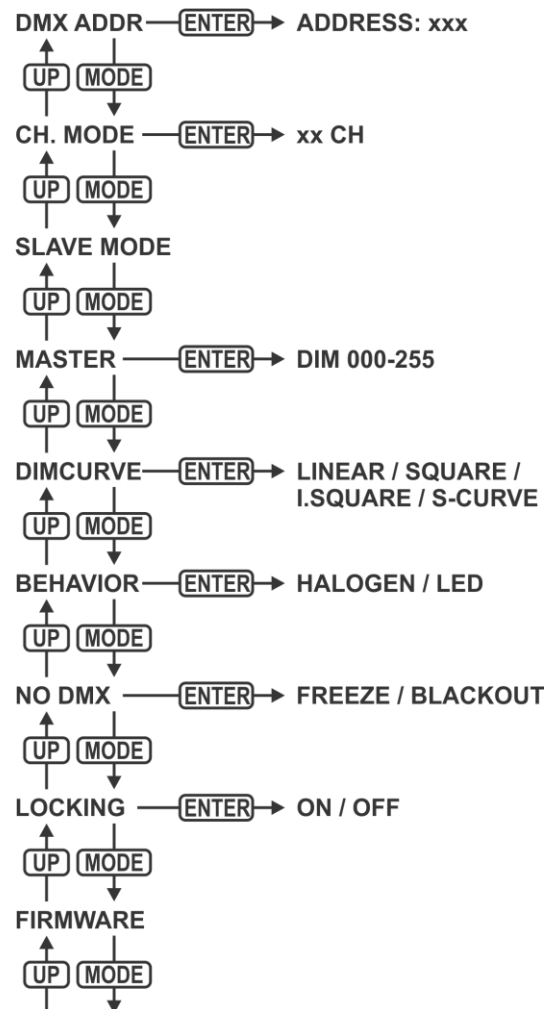 DMX ADDR ENTER ADDRESS: xxx
UP MODE
CH. MODE ENTER xx CH
UP MODE
SLAVE MODE
UP MODE
MASTER ENTER DIM 000-255
UP MODE
DIMCURVE ENTER LINEAR / SQUARE /
I.SQUARE / S-CURVE
UP MODE
BEHAVIOR ENTER HALOGEN / LED
UP MODE
NO DMX ENTER FREEZE / BLACKOUT
UP MODE
LOCKING ENTER ON / OFF
UP MODE
FIRMWARE
UP MODE